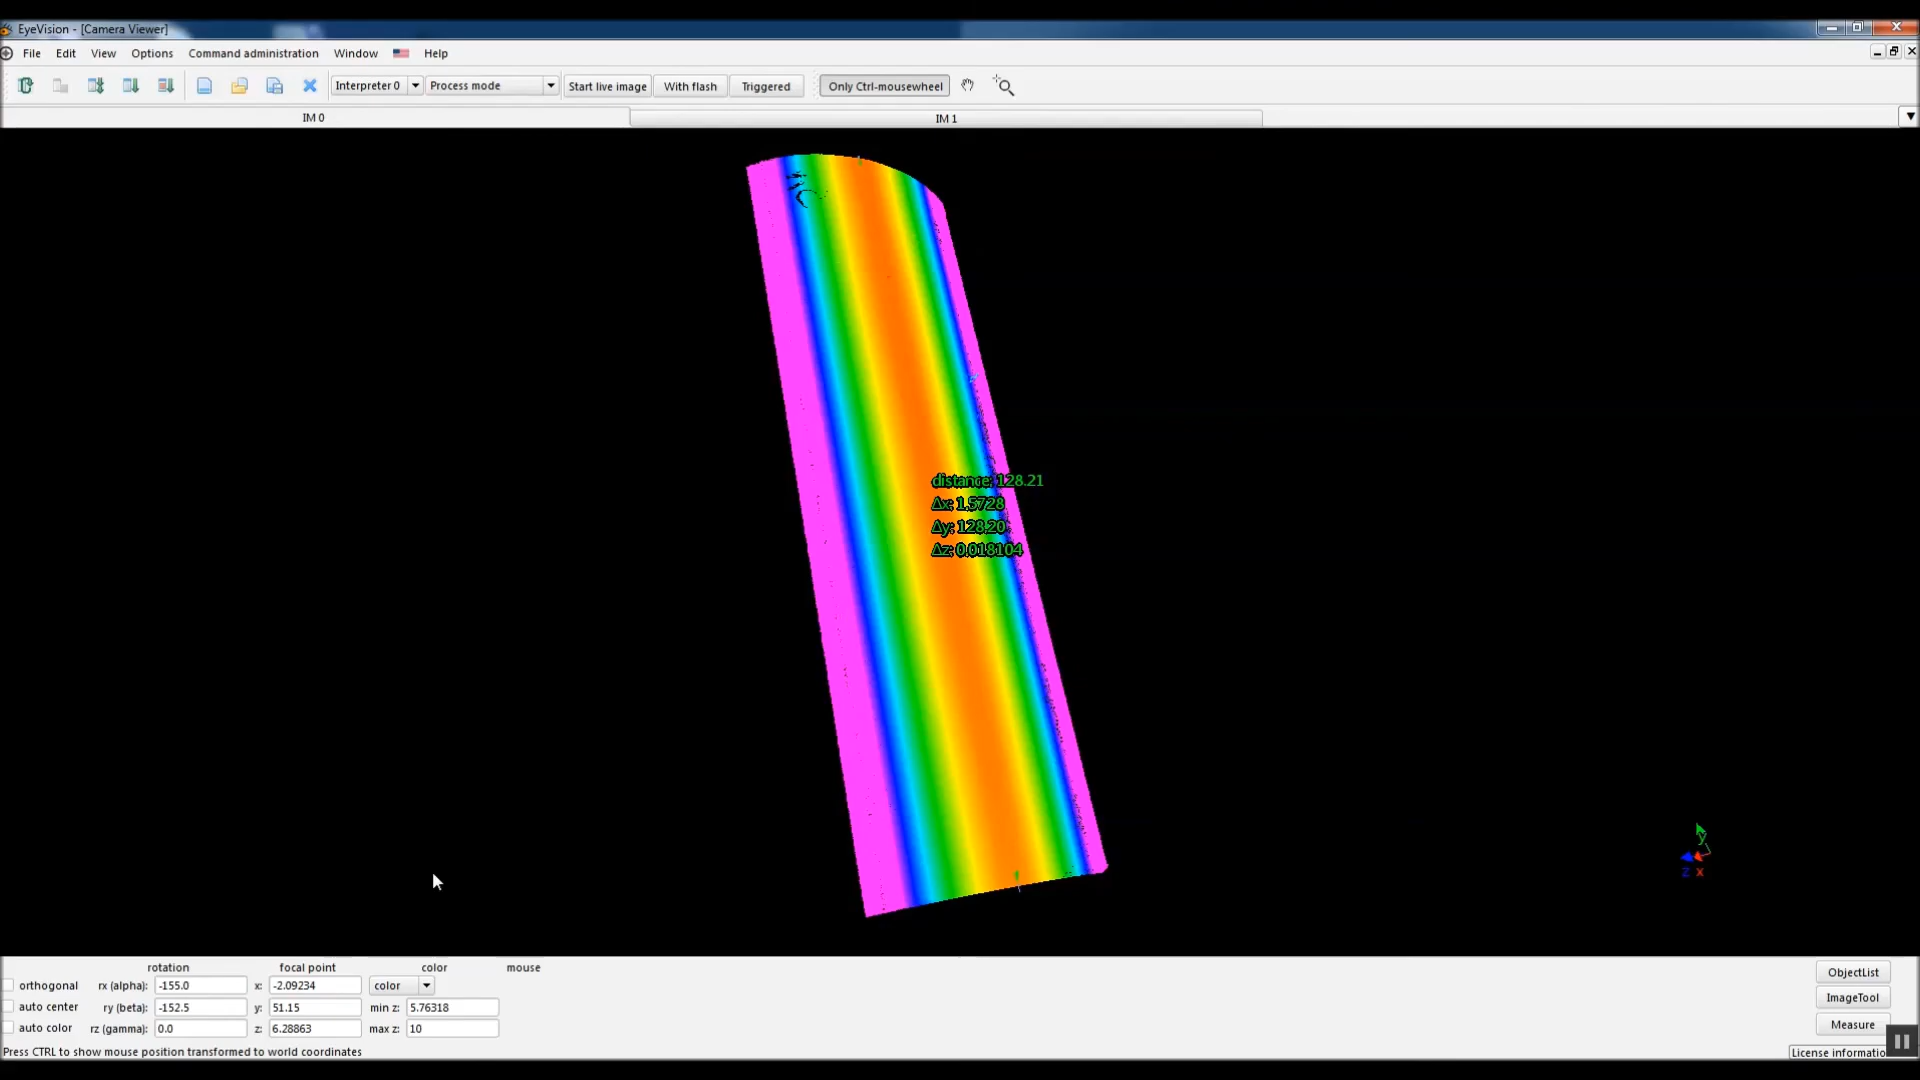 EyeVision - [Camera Viewer]
File Edit View Options Command administration Window Help
Interpreter 0 Process mode Start live image With flash Triggered Only Ctrl-mousewheel
IM 0 IM 1
distance: 128.21
Δx: 1.5728
Δy: 128.20
Δz: 0.018104
y
z x
rotation focal point color mouse
orthogonal rx (alpha): -155.0 x: -2.09234 color
auto center ry (beta): -152.5 y: 51.15 min z: 5.76318
auto color rz (gamma): 0.0 z: 6.28863 max z: 10
ObjectList
ImageTool
Measure
Press CTRL to show mouse position transformed to world coordinates
License informatio